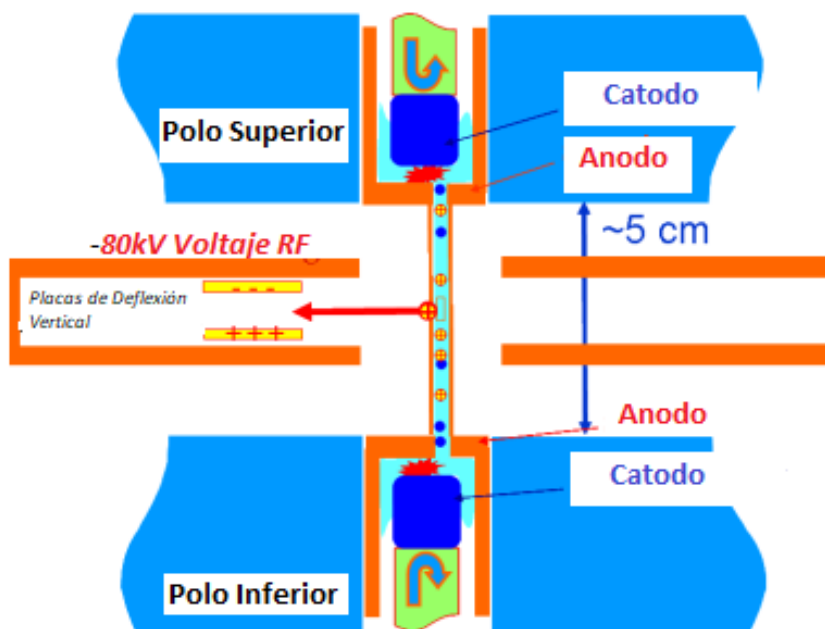 Catodo
Polo Superior
Anodo
~5 cm
-80kV Voltaje RF
Placas de Deflexión
Vertical
- - -
+++
Anodo
Catodo
Polo Inferior